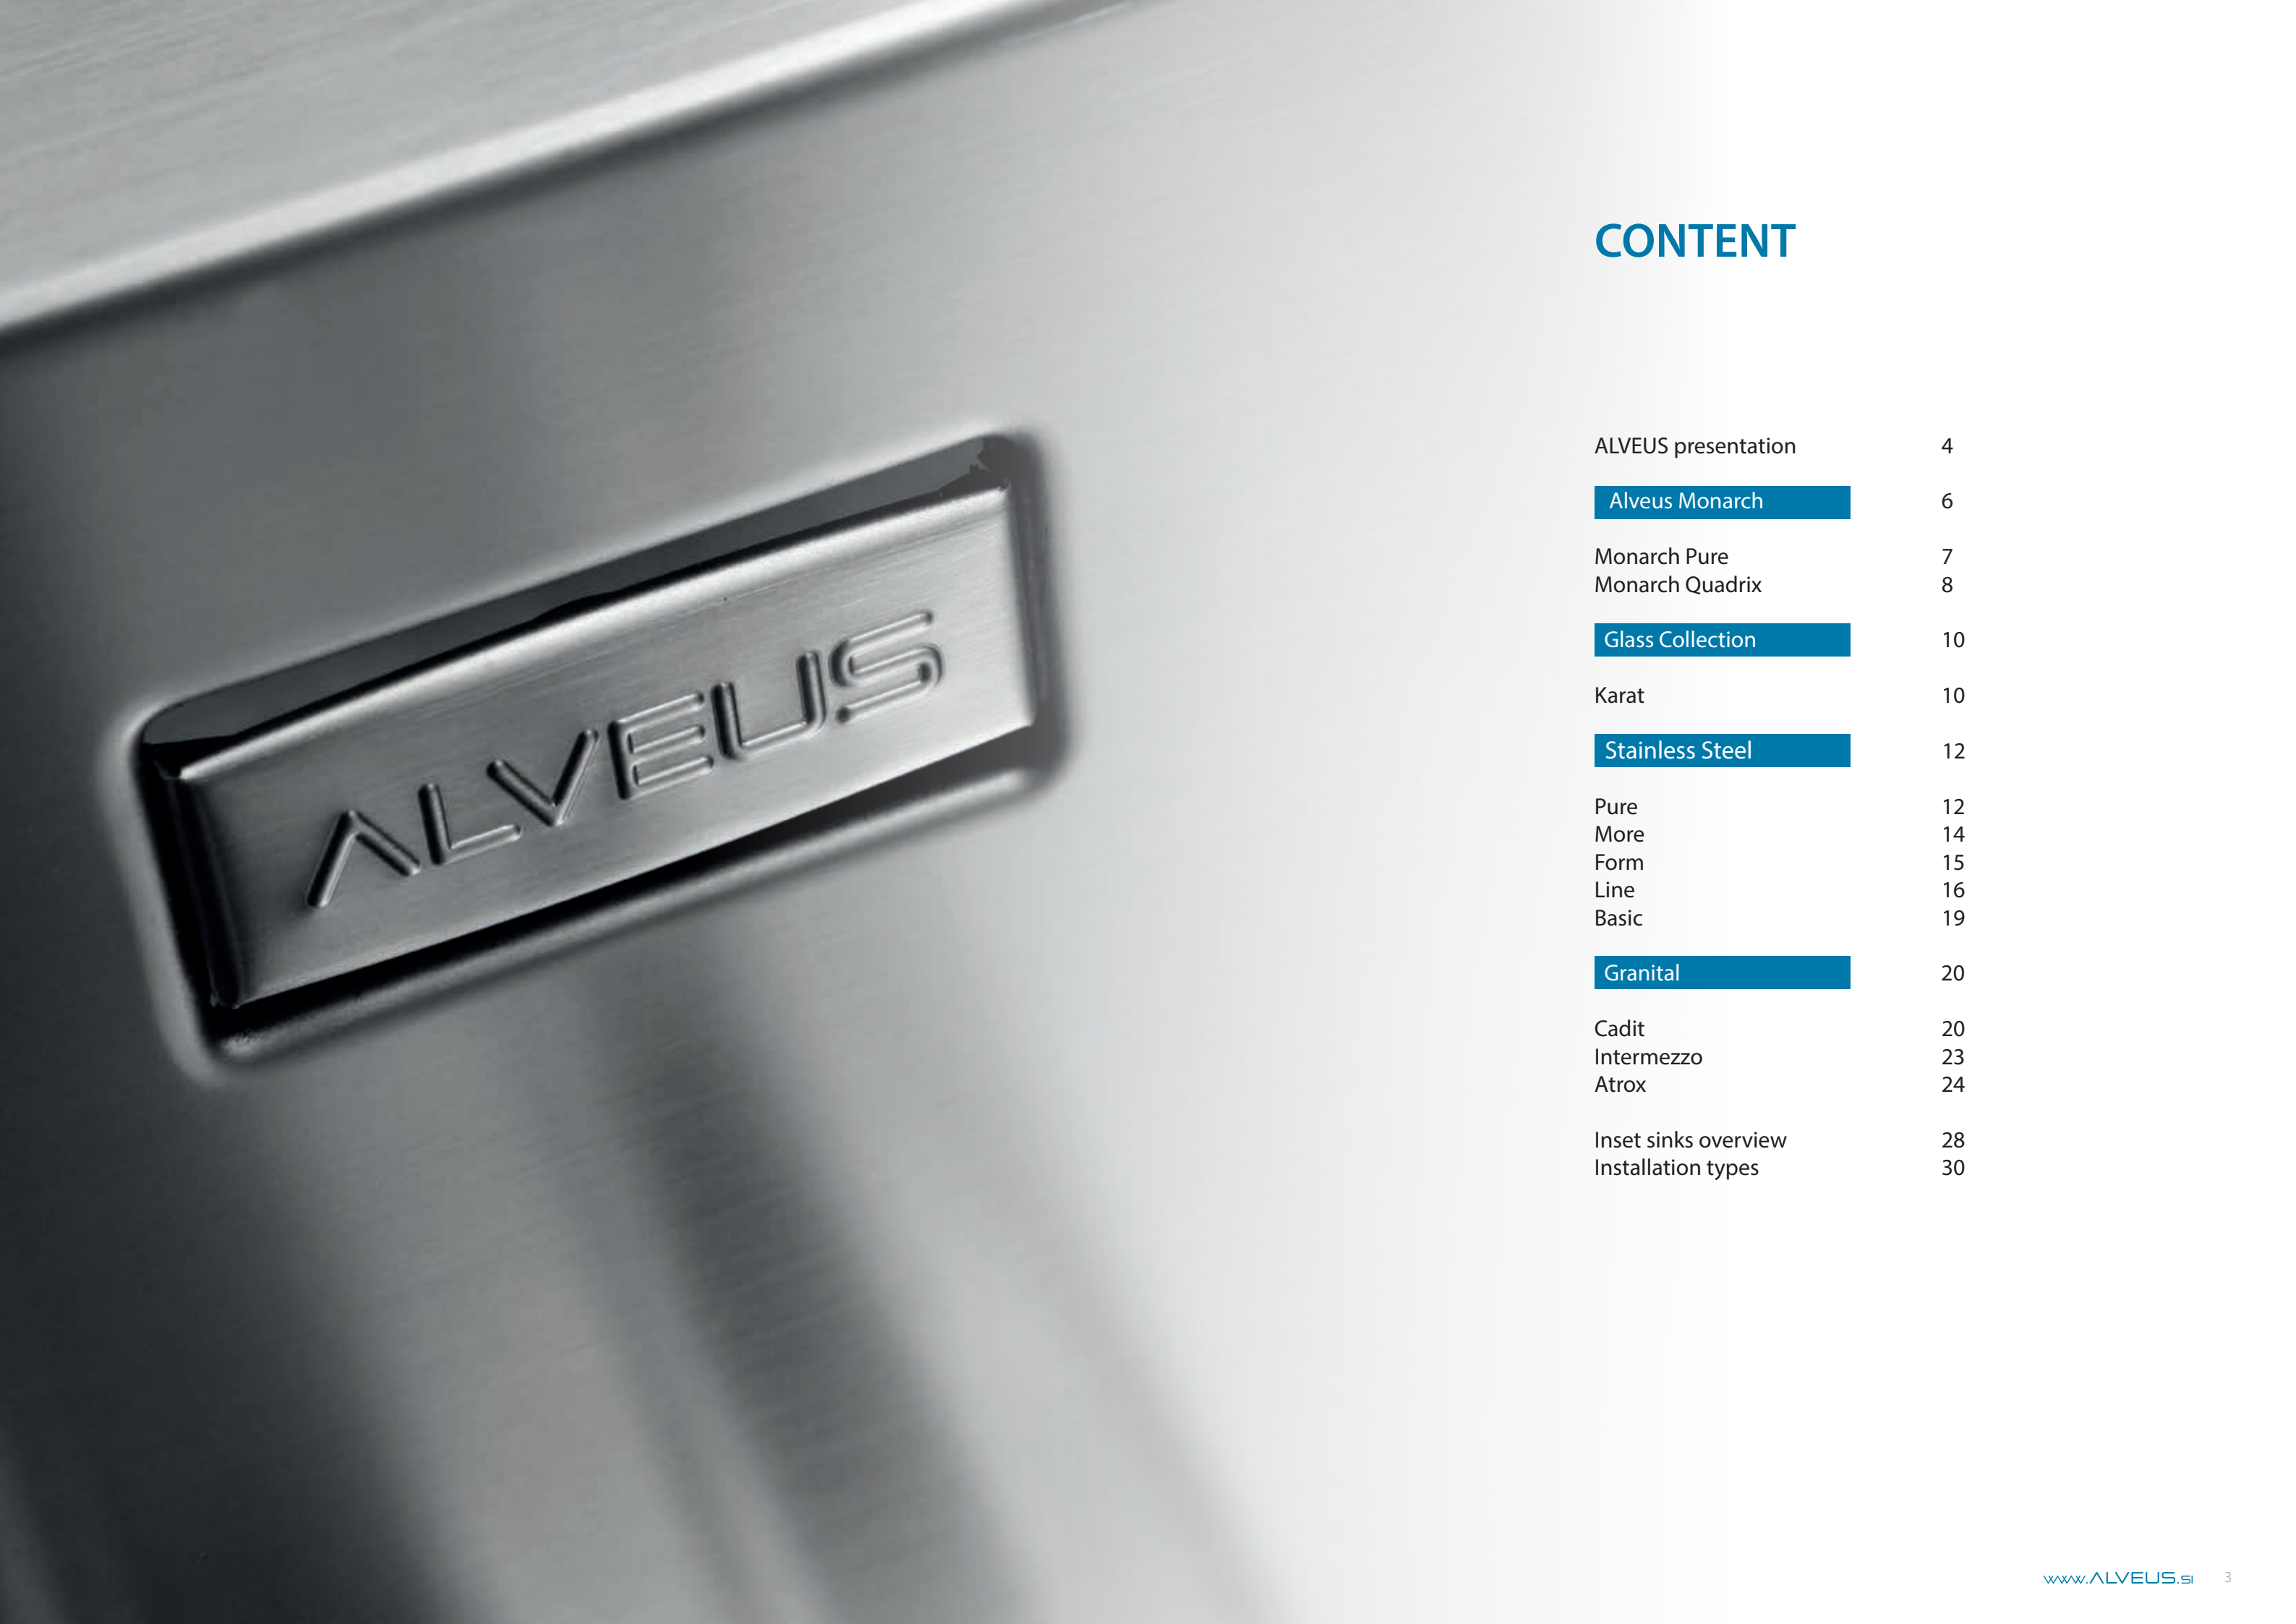 ALVEUS
CONTENT
ALVEUS presentation 4
Alveus Monarch 6
Monarch Pure 7
Monarch Quadrix 8
Glass Collection 10
Karat 10
Stainless Steel 12
Pure 12
More 14
Form 15
Line 16
Basic 19
Granital 20
Cadit 20
Intermezzo 23
Atrox 24
Inset sinks overview 28
Installation types 30
www.ALVEUS.si 3